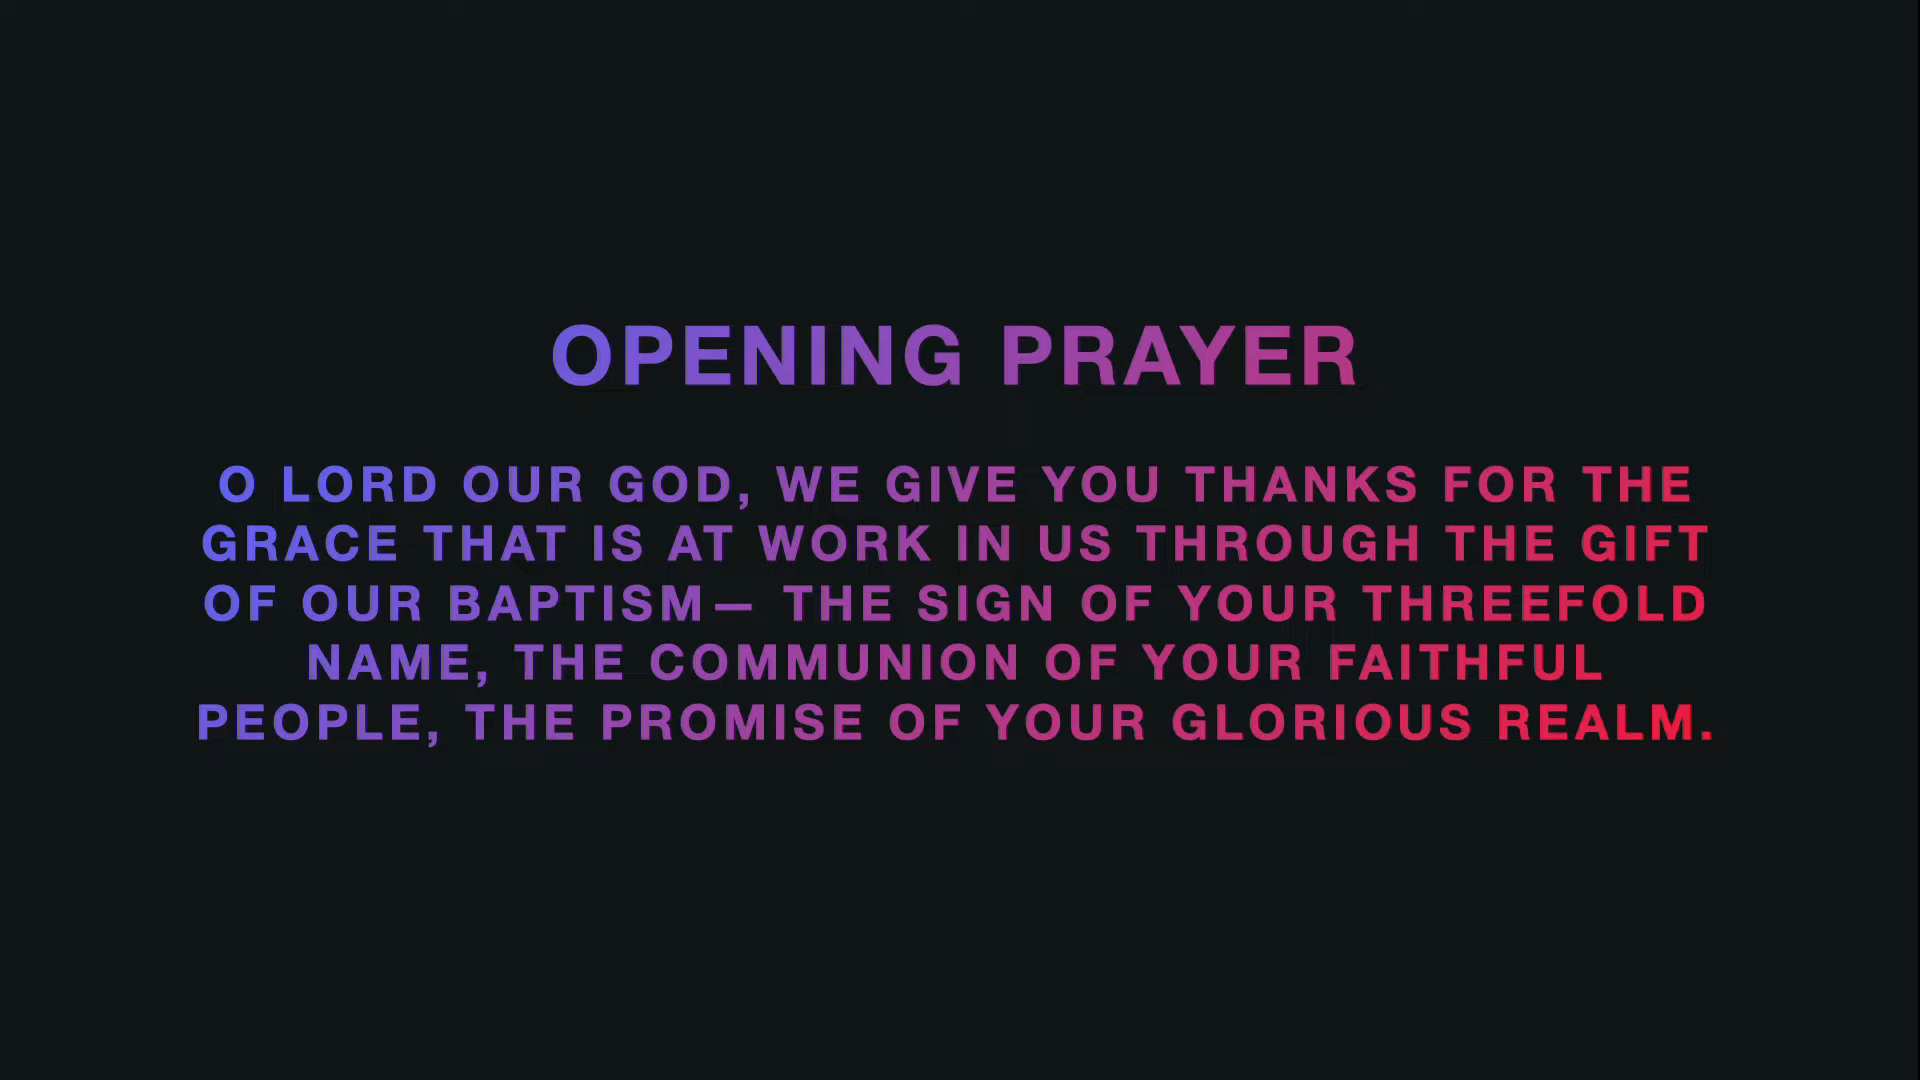 OPENING PRAYER
O LORD OUR GOD, WE GIVE YOU THANKS FOR THE
GRACE THAT IS AT WORK IN US THROUGH THE GIFT
OF OUR BAPTISM— THE SIGN OF YOUR THREEFOLD
NAME, THE COMMUNION OF YOUR FAITHFUL
PEOPLE, THE PROMISE OF YOUR GLORIOUS REALM.